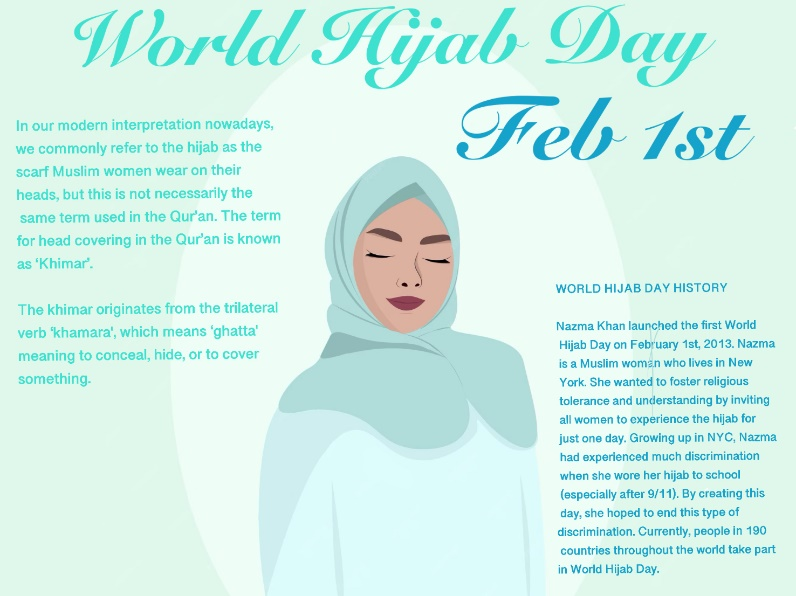 World Hijab Day
Feb 1st
In our modern interpretation nowadays,
we commonly refer to the hijab as the
scarf Muslim women wear on their
heads, but this is not necessarily the
same term used in the Qur'an. The term
for head covering in the Qur'an is known
as 'Khimar'.
The khimar originates from the trilateral
verb 'khamara', which means 'ghatta'
meaning to conceal, hide, or to cover
something.
WORLD HIJAB DAY HISTORY
Nazma Khan launched the first World
Hijab Day on February 1st, 2013. Nazma
is a Muslim woman who lives in New
York. She wanted to foster religious
tolerance and understanding by inviting
all women to experience the hijab for
just one day. Growing up in NYC, Nazma
had experienced much discrimination
when she wore her hijab to school
(especially after 9/11). By creating this
day, she hoped to end this type of
discrimination. Currently, people in 190
countries throughout the world take part
in World Hijab Day.